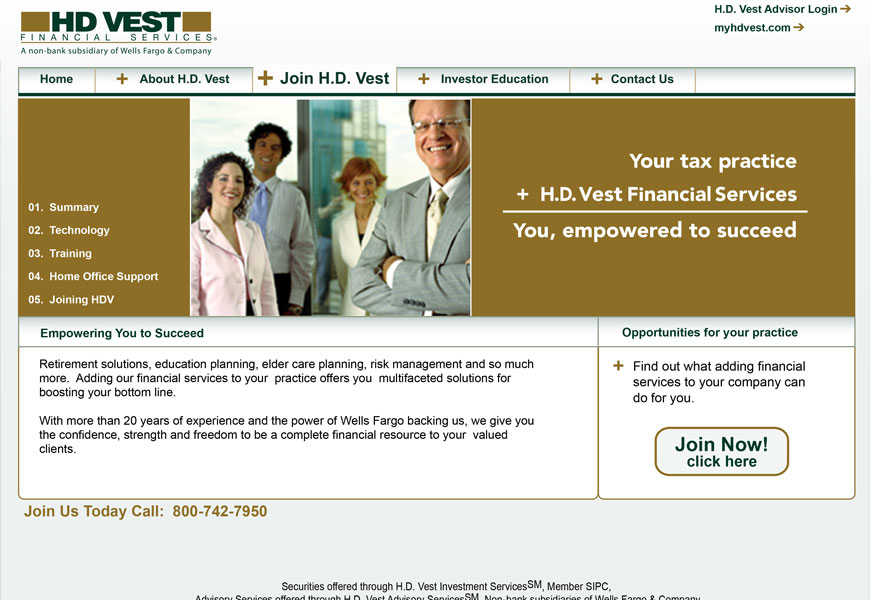 H.D. Vest Advisor Login
myhdvest.com
HD VEST
FINANCIAL SERVICES®
A non-bank subsidiary of Wells Fargo & Company
Home + About H.D. Vest + Join H.D. Vest + Investor Education + Contact Us
01. Summary
02. Technology
03. Training
04. Home Office Support
05. Joining HDV
Your tax practice
+ H.D. Vest Financial Services
You, empowered to succeed
Empowering You to Succeed
Retirement solutions, education planning, elder care planning, risk management and so much
more. Adding our financial services to your practice offers you multifaceted solutions for
boosting your bottom line.
With more than 20 years of experience and the power of Wells Fargo backing us, we give you
the confidence, strength and freedom to be a complete financial resource to your valued
clients.
Opportunities for your practice
+ Find out what adding financial
services to your company can
do for you.
Join Now!
click here
Join Us Today Call: 800-742-7950
Securities offered through H.D. Vest Investment ServicesSM, Member SIPC,
Advisory Services offered through H.D. Vest Advisory ServicesSM, Non-bank subsidiaries of Wells Fargo & Company